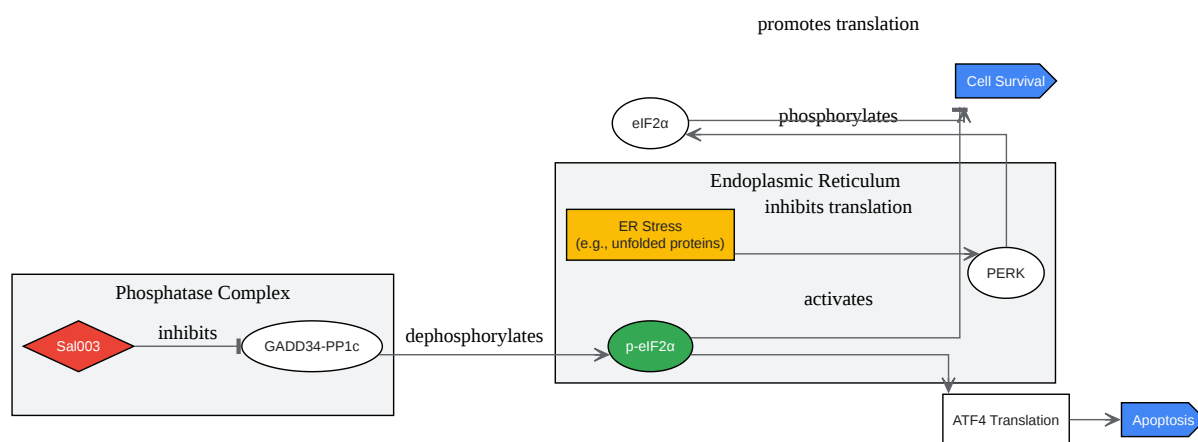 promotes translation
Cell Survival
eIF2α
phosphorylates
Endoplasmic Reticulum
inhibits translation
ER Stress
(e.g., unfolded proteins)
PERK
Phosphatase Complex
activates
inhibits
Sal003
GADD34-PP1c
dephosphorylates
p-eIF2α
ATF4 Translation
Apoptosis